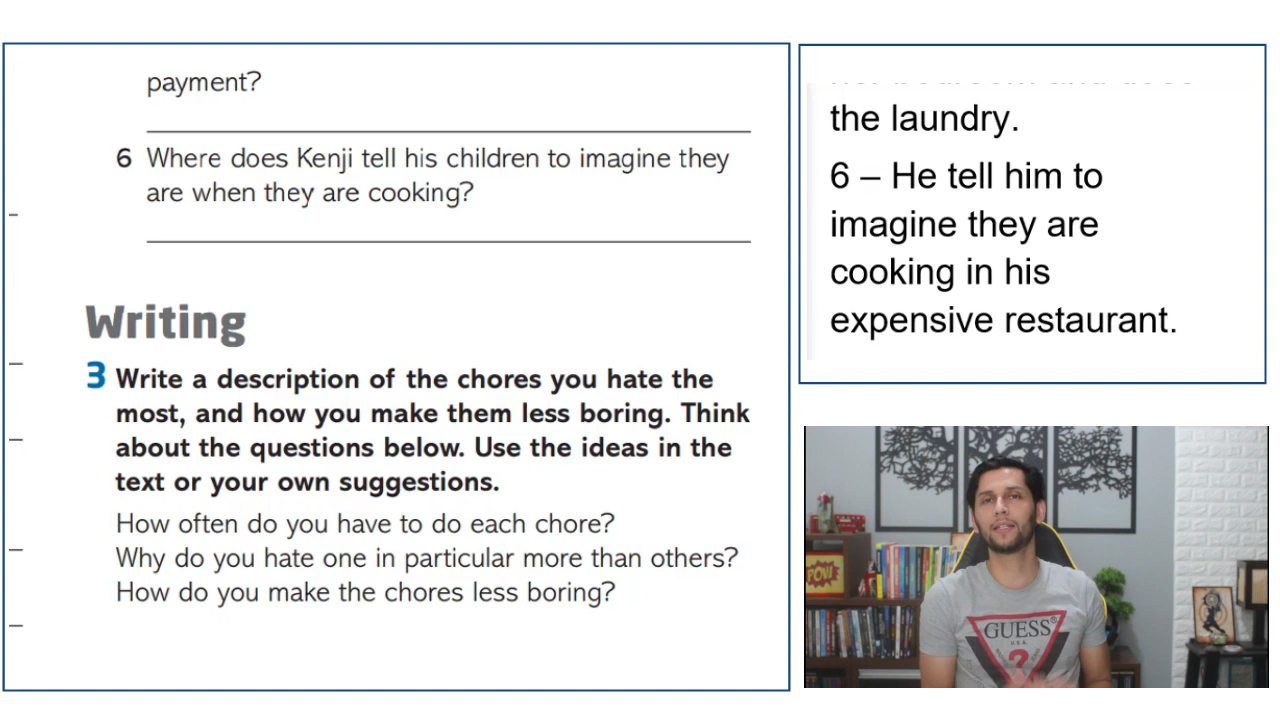 payment?
6 Where does Kenji tell his children to imagine they
are when they are cooking?
Writing
3 Write a description of the chores you hate the
most, and how you make them less boring. Think
about the questions below. Use the ideas in the
text or your own suggestions.
How often do you have to do each chore?
Why do you hate one in particular more than others?
How do you make the chores less boring?
the laundry.
6 – He tell him to
imagine they are
cooking in his
expensive restaurant.
POW!
GUESS®
U.S.A.
?